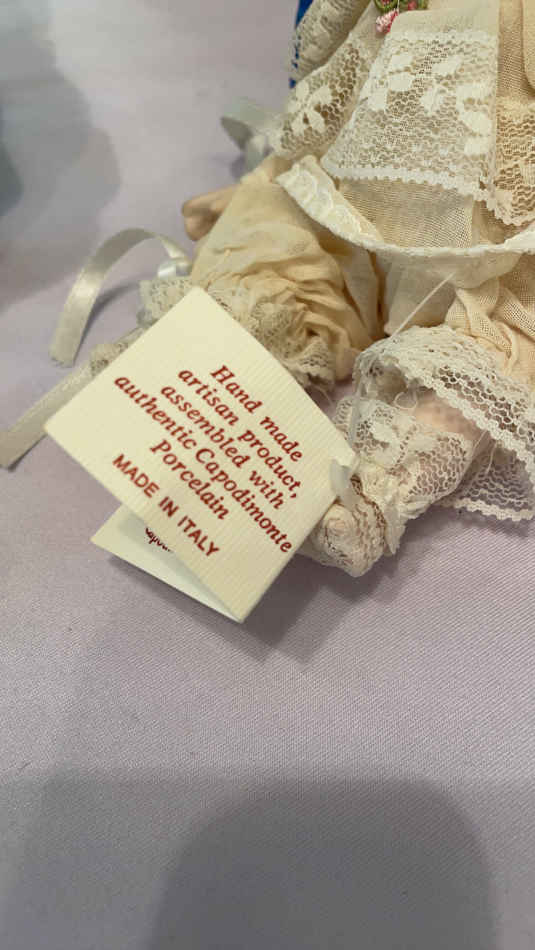 Hand made
artisan product,
assembled with
authentic Capodimonte
Porcelain
MADE IN ITALY